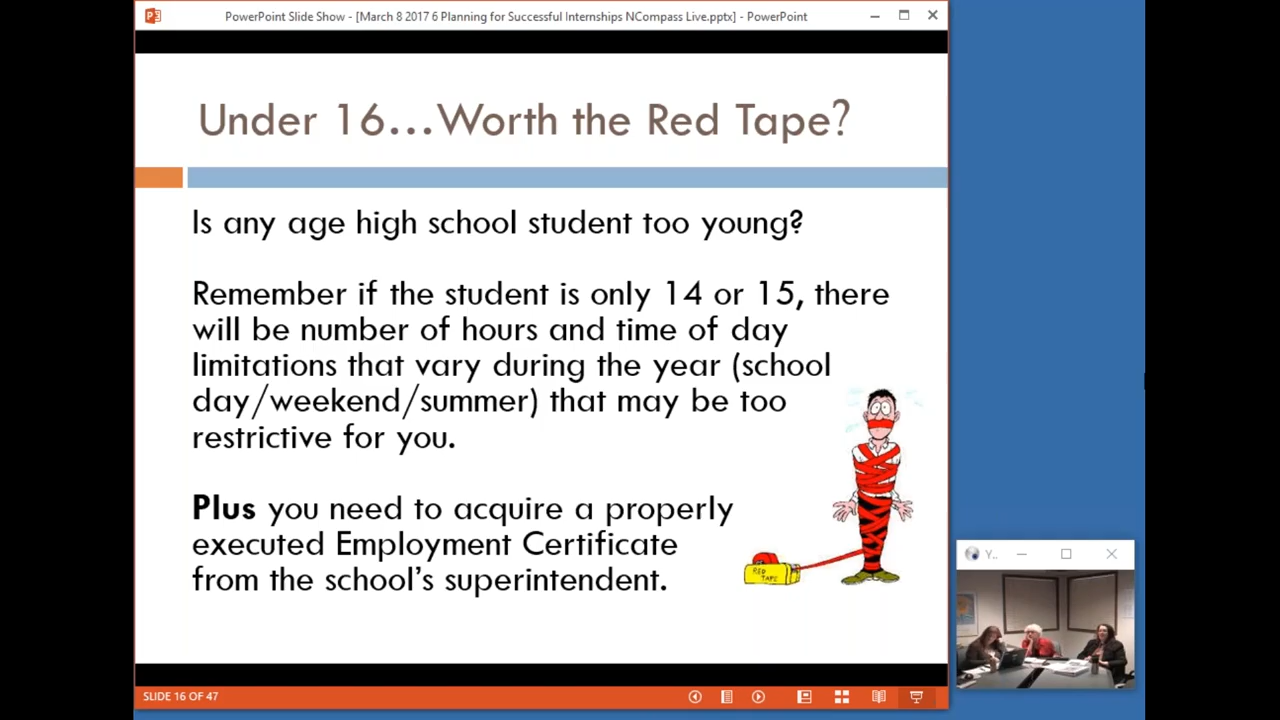 PowerPoint Slide Show - [March 8 2017 6 Planning for Successful Internships NCompass Live.pptx] - PowerPoint
Under 16...Worth the Red Tape?
Is any age high school student too young?
Remember if the student is only 14 or 15, there
will be number of hours and time of day
limitations that vary during the year (school
day/weekend/summer) that may be too
restrictive for you.
Plus you need to acquire a properly
executed Employment Certificate
from the school's superintendent.
RED
TAPE
Y..
SLIDE 16 OF 47